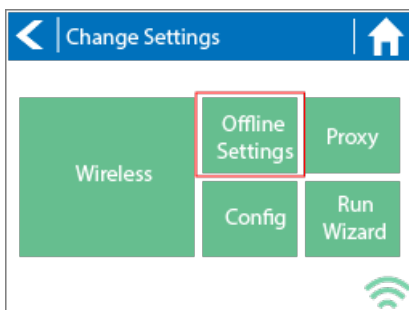 Change Settings
Wireless
Offline
Settings
Proxy
Config
Run
Wizard